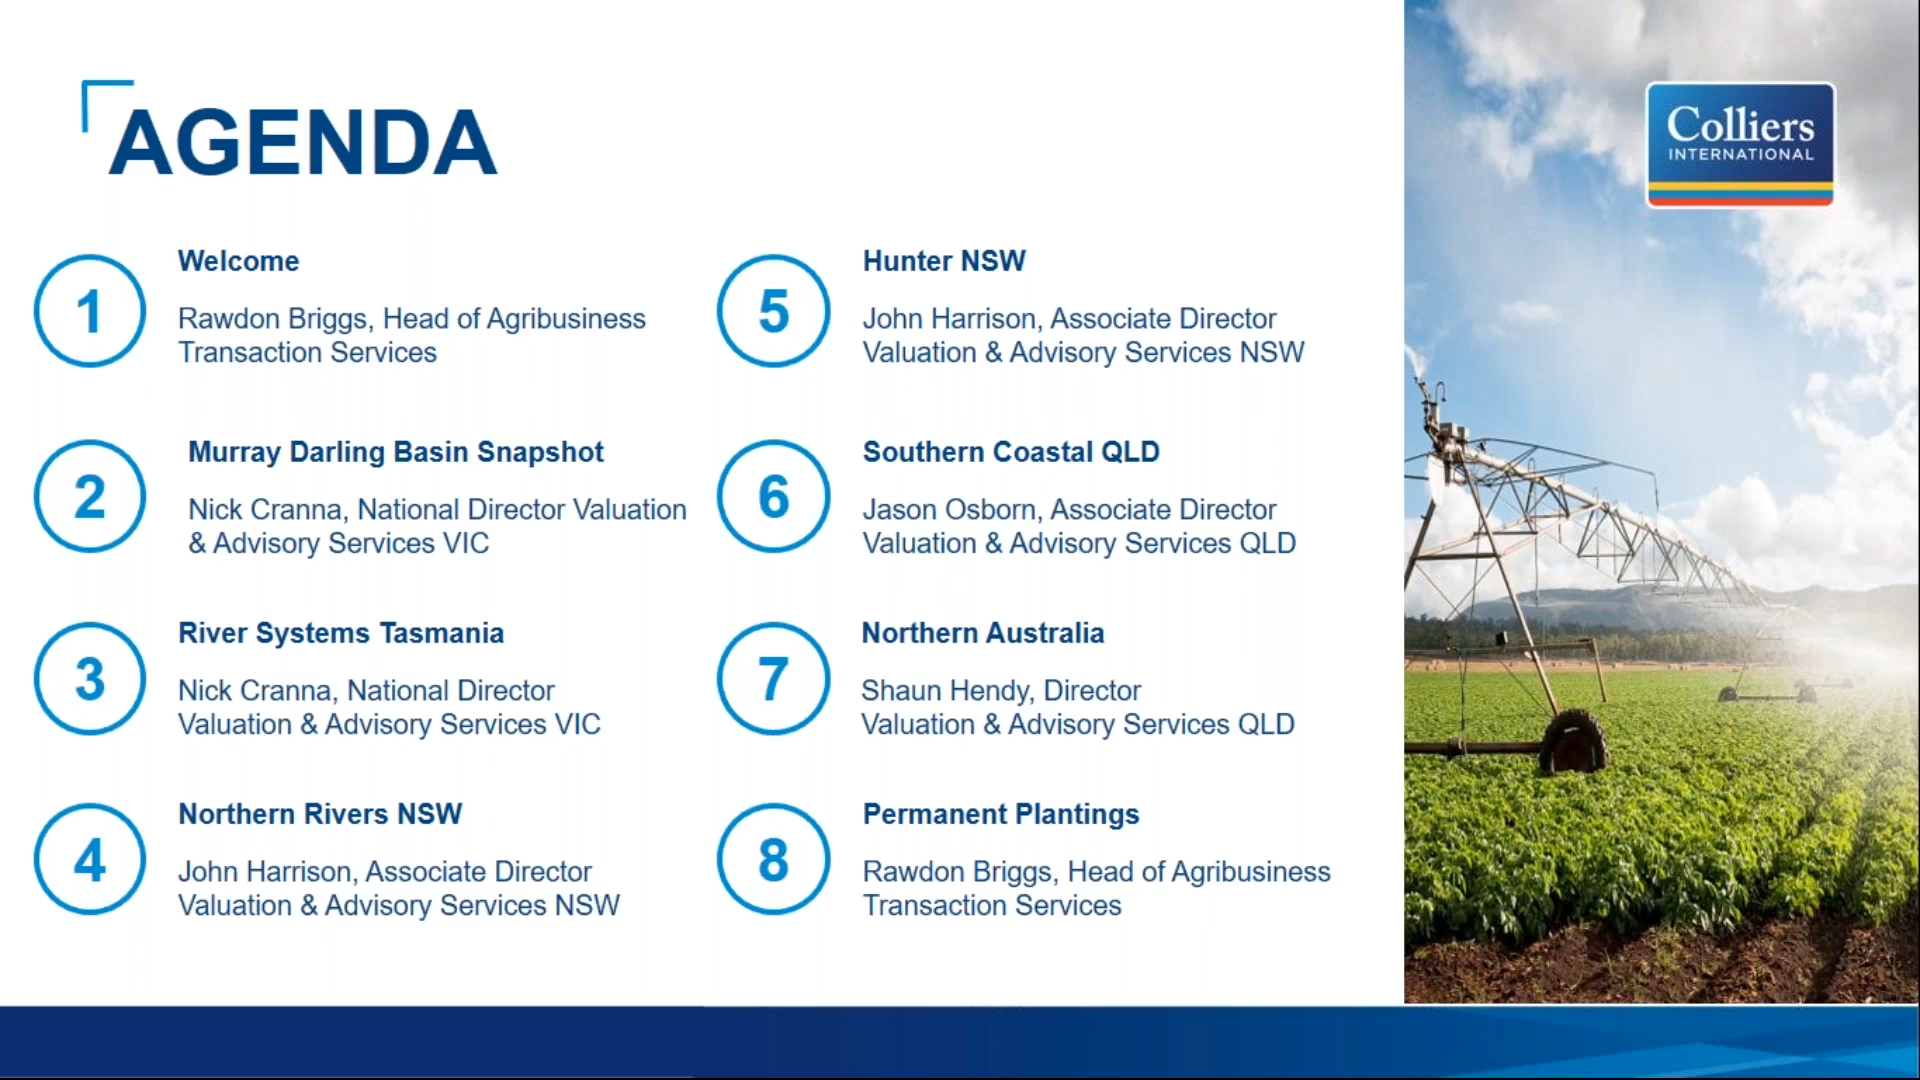 AGENDA
1
Welcome
Rawdon Briggs, Head of Agribusiness
Transaction Services
2
Murray Darling Basin Snapshot
Nick Cranna, National Director Valuation
& Advisory Services VIC
3
River Systems Tasmania
Nick Cranna, National Director
Valuation & Advisory Services VIC
4
Northern Rivers NSW
John Harrison, Associate Director
Valuation & Advisory Services NSW
5
Hunter NSW
John Harrison, Associate Director
Valuation & Advisory Services NSW
6
Southern Coastal QLD
Jason Osborn, Associate Director
Valuation & Advisory Services QLD
7
Northern Australia
Shaun Hendy, Director
Valuation & Advisory Services QLD
8
Permanent Plantings
Rawdon Briggs, Head of Agribusiness
Transaction Services
Colliers
INTERNATIONAL